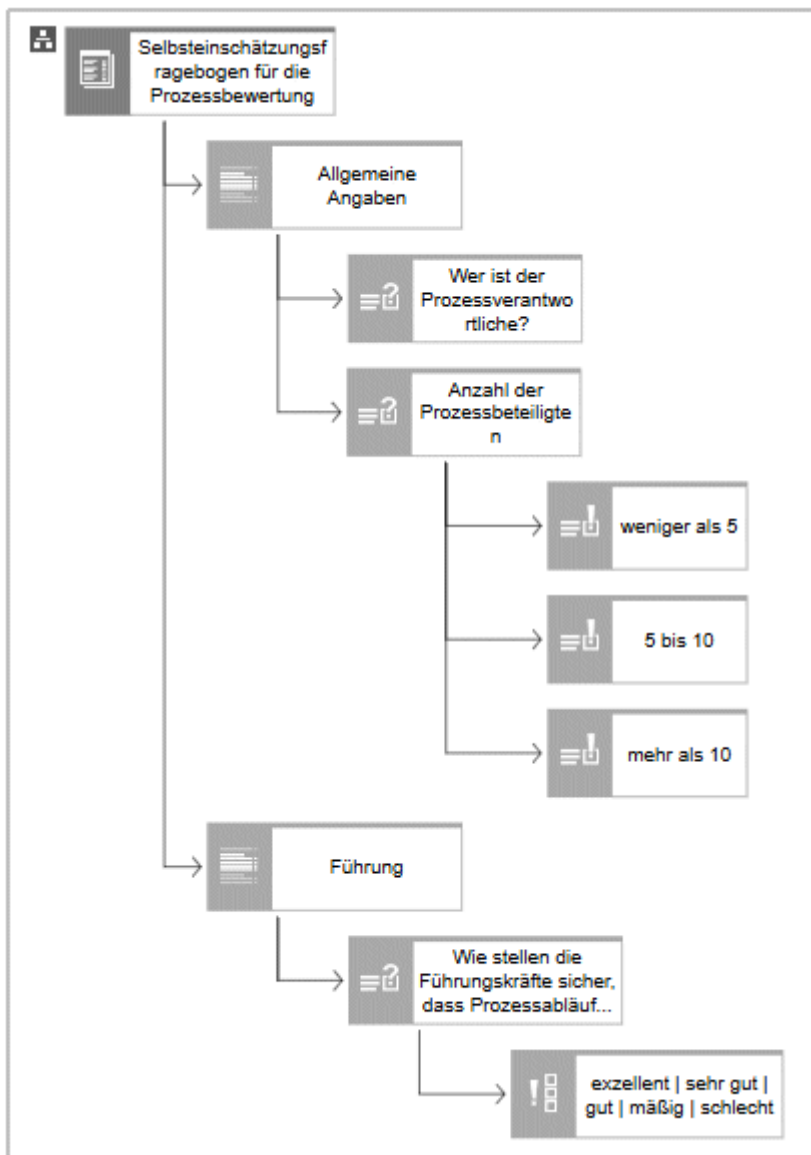 Selbsteinschätzungsf
ragebogen für die
Prozessbewertung
Allgemeine
Angaben
Wer ist der
Prozessverantwo
rtliche?
Anzahl der
Prozessbeteiligte
n
weniger als 5
5 bis 10
mehr als 10
Führung
Wie stellen die
Führungskräfte sicher,
dass Prozessabläuf...
exzellent | sehr gut |
gut | mäßig | schlecht